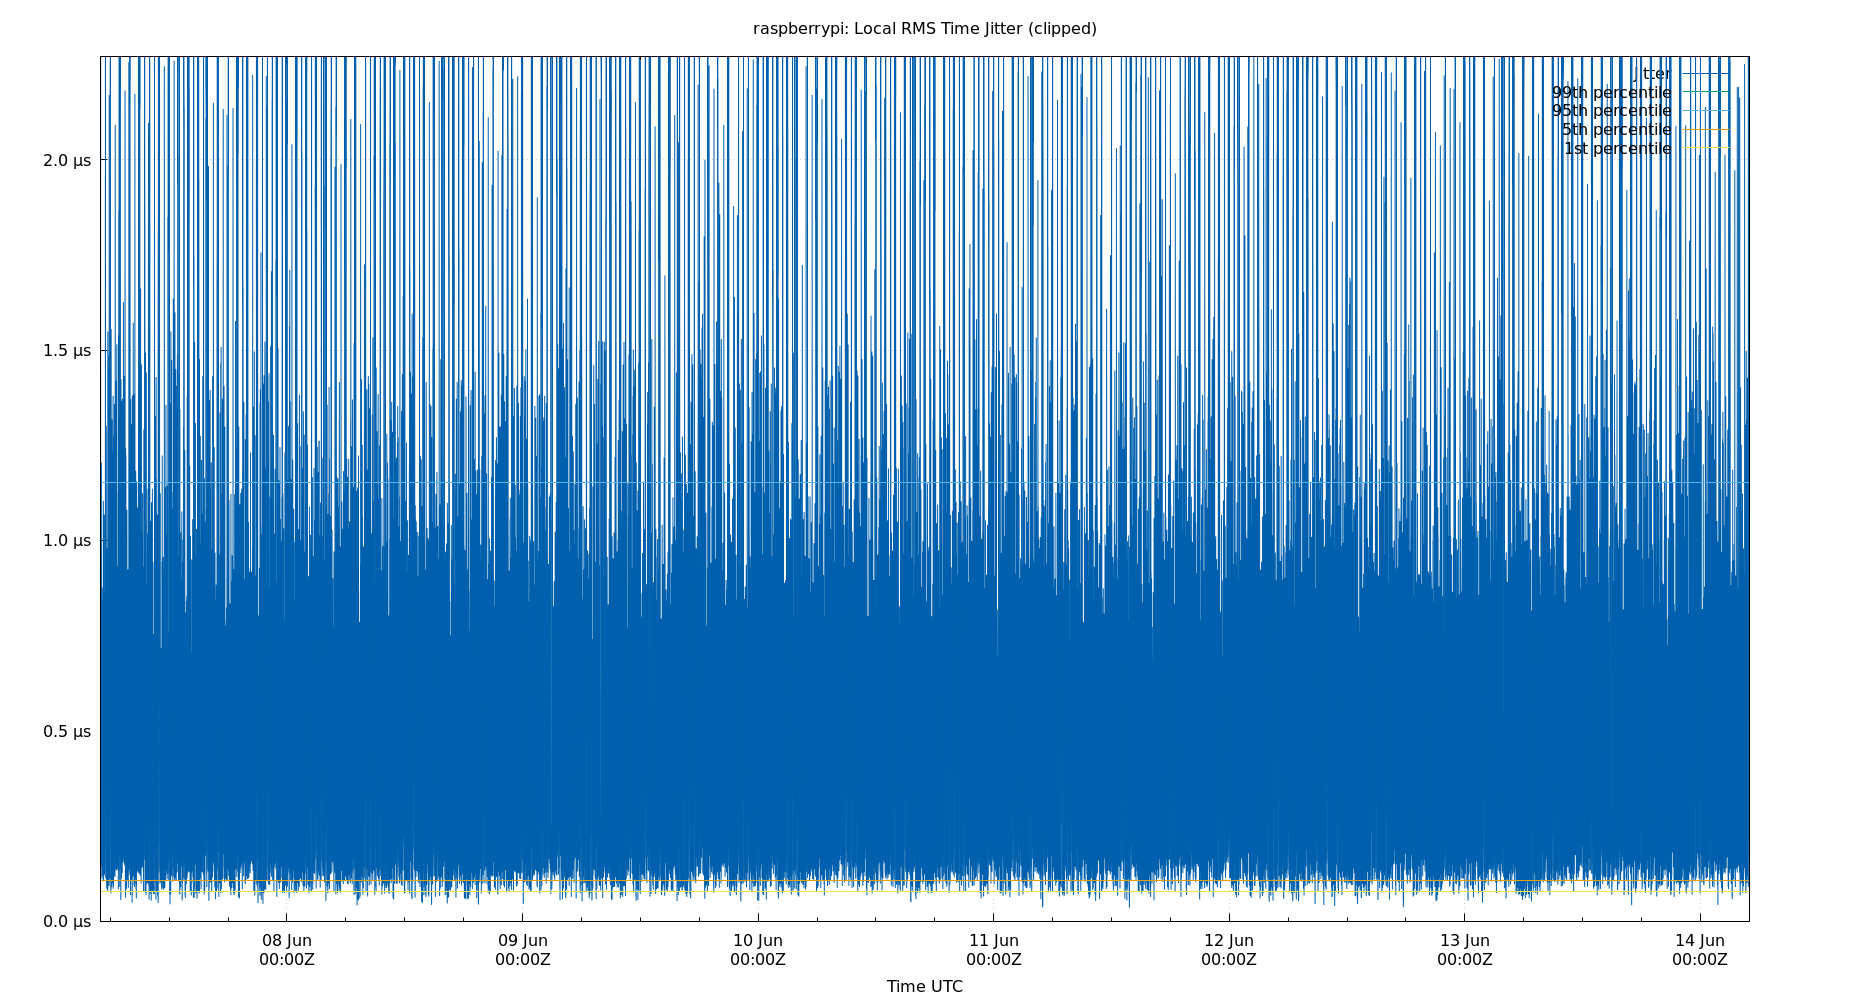 raspberrypi: Local RMS Time Jitter (clipped)
jitter
99th percentile
95th percentile
5th percentile
1st percentile
2.0 µs
1.5 µs
1.0 µs
0.5 µs
0.0 µs
08 Jun 09 Jun 10 Jun 11 Jun 12 Jun 13 Jun 14 Jun
00:00Z 00:00Z 00:00Z 00:00Z 00:00Z 00:00Z 00:00Z
Time UTC